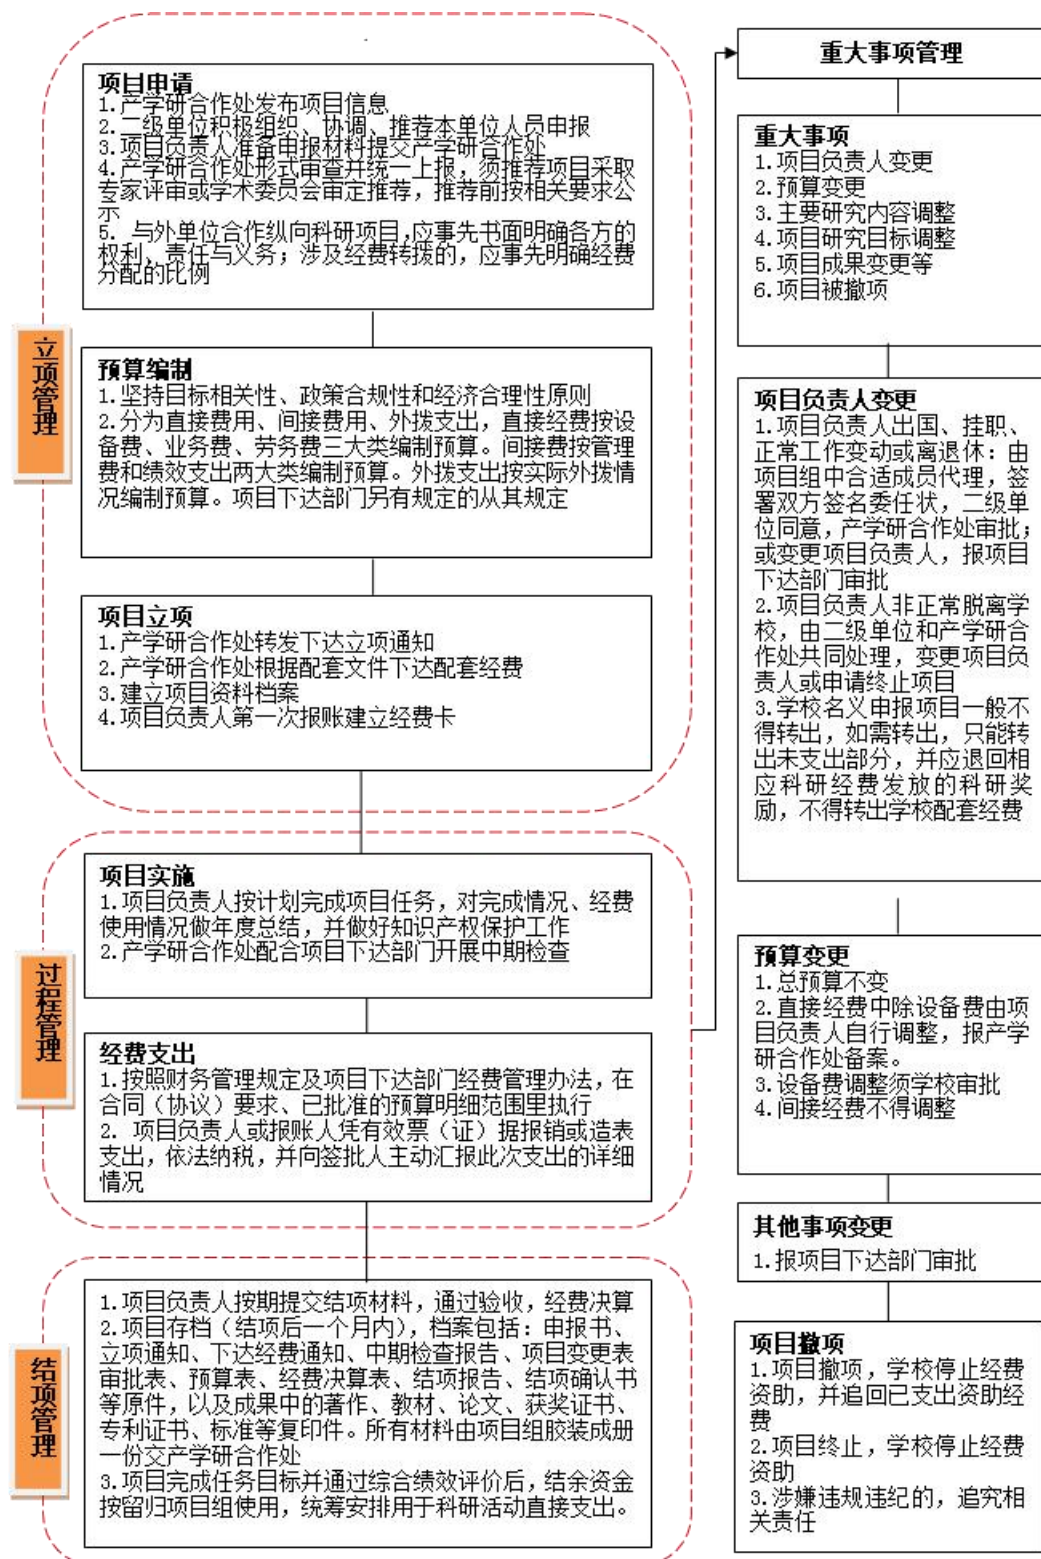 立项管理
项目申请
1.产学研合作处发布项目信息
2.二级单位积极组织、协调、推荐本单位人员申报
3.项目负责人准备申报材料提交产学研合作处
4.产学研合作处形式审查并统一上报，须推荐项目采取
专家评审或学术委员会审定推荐，推荐前按相关要求公
示
5. 与外单位合作纵向科研项目,应事先书面明确各方的
权利、责任与义务；涉及经费转拨的，应事先明确经费
分配的比例
预算编制
1.坚持目标相关性、政策合规性和经济合理性原则
2.分为直接费用、间接费用、外拨支出，直接经费按设
备费、业务费、劳务费三大类编制预算。间接费按管理
费和绩效支出两大类编制预算。外拨支出按实际外拨情
况编制预算。项目下达部门另有规定的从其规定
项目立项
1.产学研合作处转发下达立项通知
2.产学研合作处根据配套文件下达配套经费
3.建立项目资料档案
4.项目负责人第一次报账建立经费卡
过程管理
项目实施
1.项目负责人按计划完成项目任务，对完成情况、经费
使用情况做年度总结，并做好知识产权保护工作
2.产学研合作处配合项目下达部门开展中期检查
经费支出
1.按照财务管理规定及项目下达部门经费管理办法，在
合同（协议）要求、已批准的预算明细范围里执行
2. 项目负责人或报账人凭有效票（证）据报销或造表
支出，依法纳税，并向签批人主动汇报此次支出的详细
情况
结项管理
1.项目负责人按期提交结项材料，通过验收，经费决算
2.项目存档（结项后一个月内），档案包括：申报书、
立项通知、下达经费通知、中期检查报告、项目变更表
审批表、预算表、经费决算表、结项报告、结项确认书
等原件，以及成果中的著作、教材、论文、获奖证书、
专利证书、标准等复印件。所有材料由项目组胶装成册
一份交产学研合作处
3.项目完成任务目标并通过综合绩效评价后，结余资金
按留归项目组使用，统筹安排用于科研活动直接支出。
重大事项管理
重大事项
1.项目负责人变更
2.预算变更
3.主要研究内容调整
4.项目研究目标调整
5.项目成果变更等
6.项目被撤项
项目负责人变更
1.项目负责人出国、挂职、
正常工作变动或离退休：由
项目组中合适成员代理，签
署双方签名委任状，二级单
位同意，产学研合作处审批；
或变更项目负责人，报项目
下达部门审批
2.项目负责人非正常脱离学
校，由二级单位和产学研合
作处共同处理，变更项目负
责人或申请终止项目
3.学校名义申报项目一般不
得转出，如需转出，只能转
出未支出部分，并应退回相
应科研经费发放的科研奖
励，不得转出学校配套经费
预算变更
1.总预算不变
2.直接经费中除设备费由项
目负责人自行调整，报产学
研合作处备案。
3.设备费调整须学校审批
4.间接经费不得调整
其他事项变更
1.报项目下达部门审批
项目撤项
1.项目撤项，学校停止经费
资助，并追回已支出资助经
费
2.项目终止，学校停止经费
资助
3.涉嫌违规违纪的，追究相
关责任